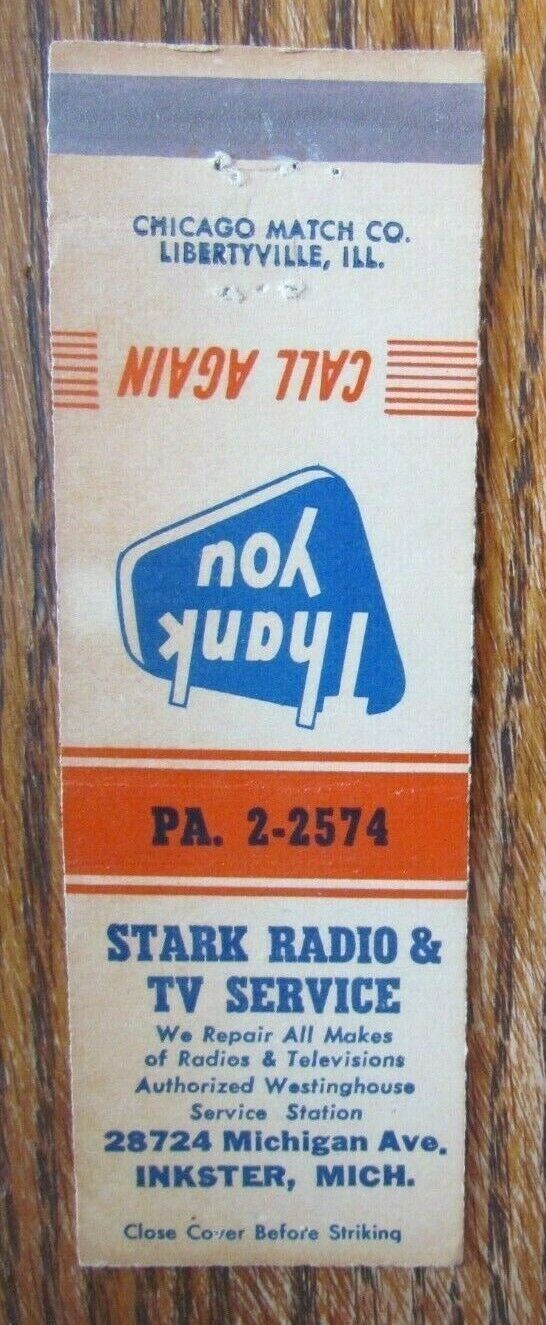 CHICAGO MATCH CO.
LIBERTYVILLE, ILL.
CALL AGAIN
Thank
you
PA. 2-2574
STARK RADIO &
TV SERVICE
We Repair All Makes
of Radios & Televisions
Authorized Westinghouse
Service Station
28724 Michigan Ave.
INKSTER, MICH.
Close Cover Before Striking